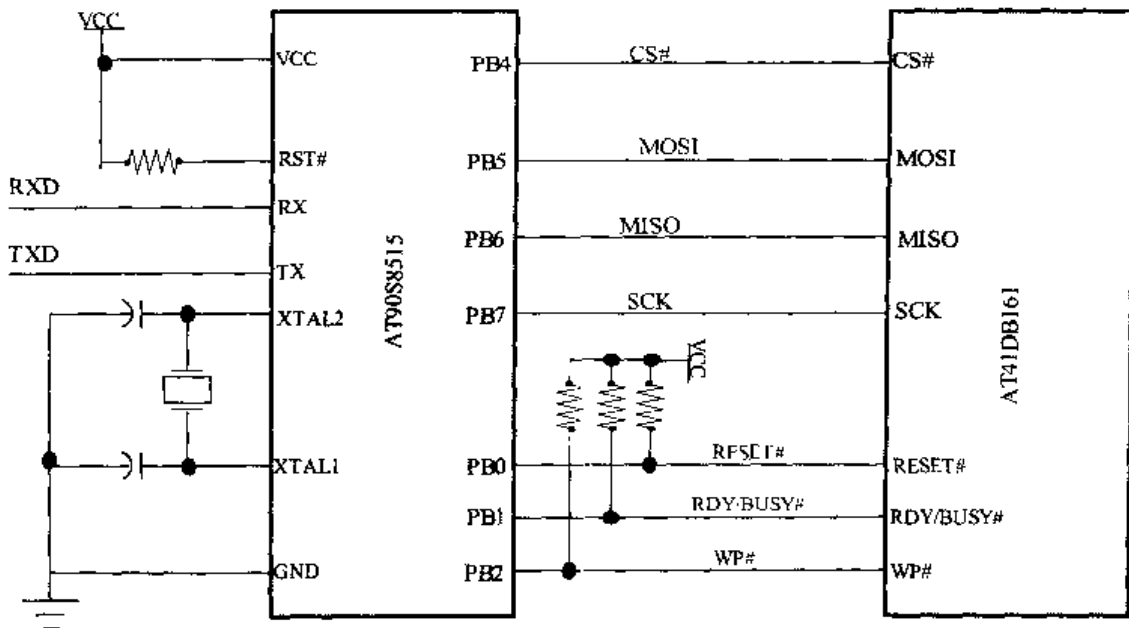 VCC
VCC
RST#
RXD
RX
TXD
TX
XTAL2
XTAL1
GND
AT90S8515
PB4
PB5
PB6
PB7
PB0
PB1
PB2
CS#
MOSI
MISO
SCK
VCC
RESET#
RDY/BUSY#
WP#
CS#
MOSI
MISO
SCK
RESET#
RDY/BUSY#
WP#
AT41DB161